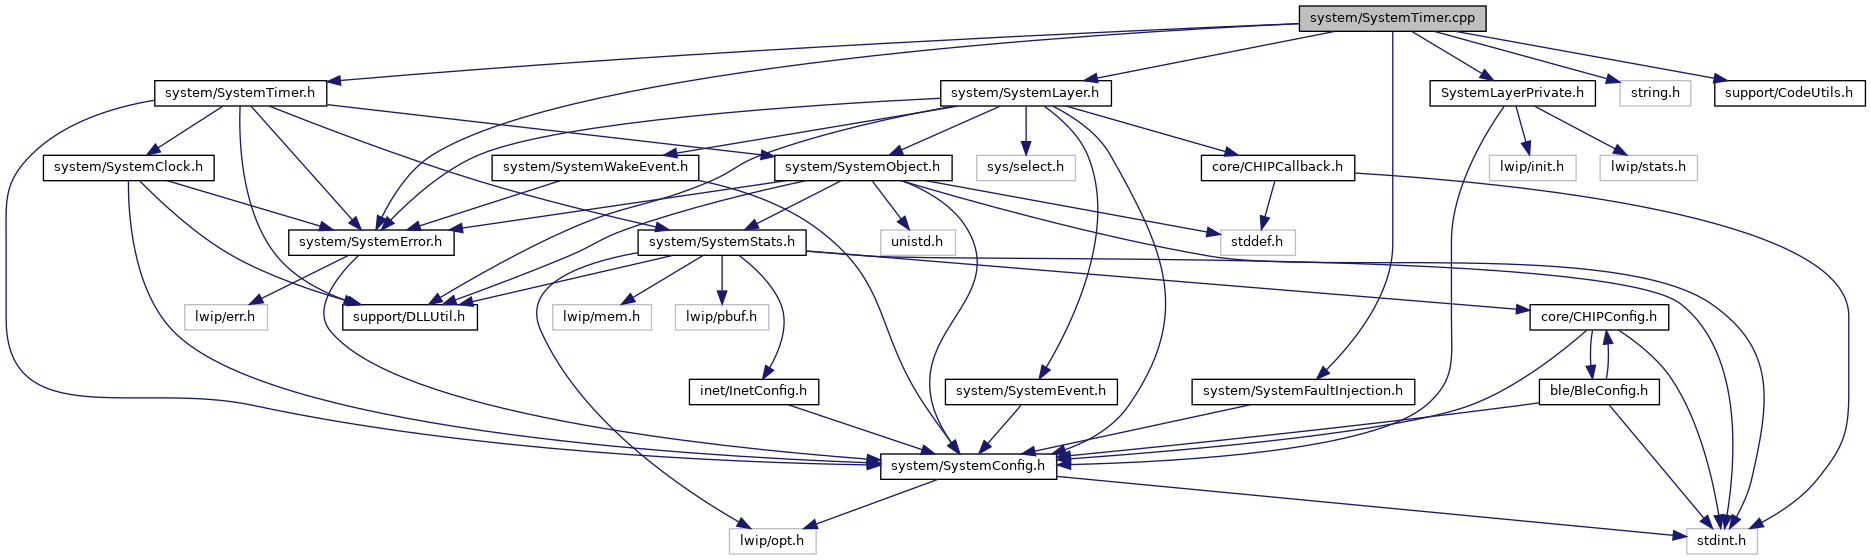 system/SystemTimer.cpp
system/SystemTimer.h
system/SystemLayer.h
SystemLayerPrivate.h
string.h
support/CodeUtils.h
system/SystemClock.h
system/SystemWakeEvent.h
system/SystemObject.h
sys/select.h
core/CHIPCallback.h
lwip/init.h
lwip/stats.h
system/SystemError.h
system/SystemStats.h
unistd.h
stddef.h
lwip/err.h
support/DLLUtil.h
lwip/mem.h
lwip/pbuf.h
core/CHIPConfig.h
inet/InetConfig.h
system/SystemEvent.h
system/SystemFaultInjection.h
ble/BleConfig.h
system/SystemConfig.h
lwip/opt.h
stdint.h